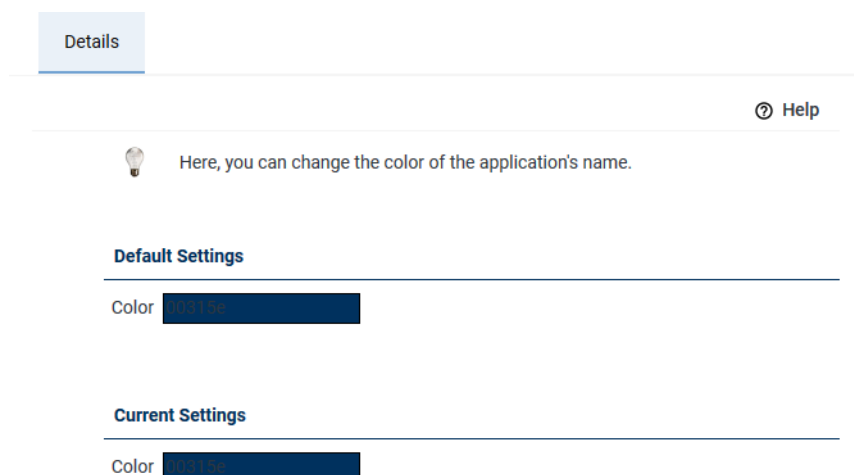 Details
Help
Here, you can change the color of the application's name.
Default Settings
Color 00315e
Current Settings
Color 00315e